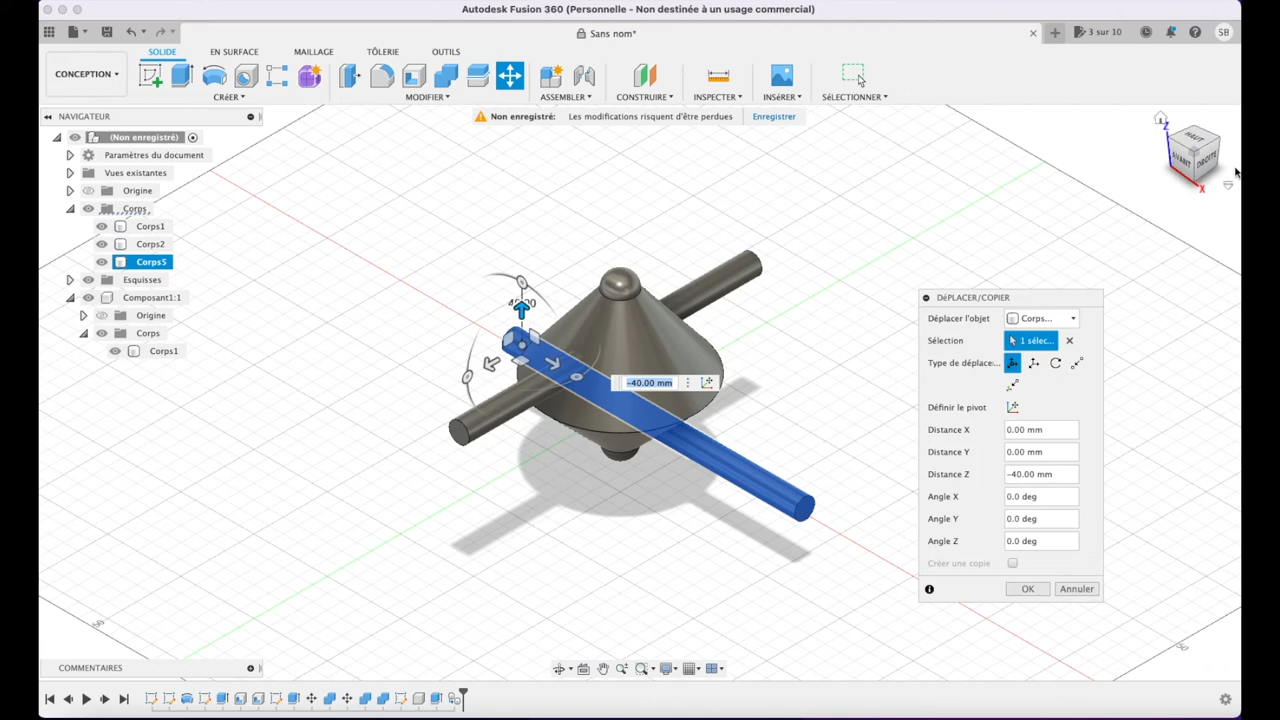 Autodesk Fusion 360 (Personnelle - Non destinée à un usage commercial)
Sans nom*
3 sur 10
SB
SOLIDE
EN SURFACE
MAILLAGE
TÔLERIE
OUTILS
CONCEPTION
CRÉER
MODIFIER
ASSEMBLER
CONSTRUIRE
INSPECTER
INSÉRER
SÉLECTIONNER
NAVIGATEUR
Non enregistré:
Les modifications risquent d'être perdues
Enregistrer
(Non enregistré)
Paramètres du document
Vues existantes
Origine
Corps
Corps1
Corps2
Corps5
Esquisses
Composant1:1
Origine
Corps
Corps1
Z
HAUT
AVANT
DROITE
X
-40.00 mm
50
50
DÉPLACER/COPIER
Déplacer l'objet
Corps...
Sélection
1 sélec...
Type de déplace...
Définir le pivot
Distance X
0.00 mm
Distance Y
0.00 mm
Distance Z
-40.00 mm
Angle X
0.0 deg
Angle Y
0.0 deg
Angle Z
0.0 deg
Créer une copie
OK
Annuler
COMMENTAIRES